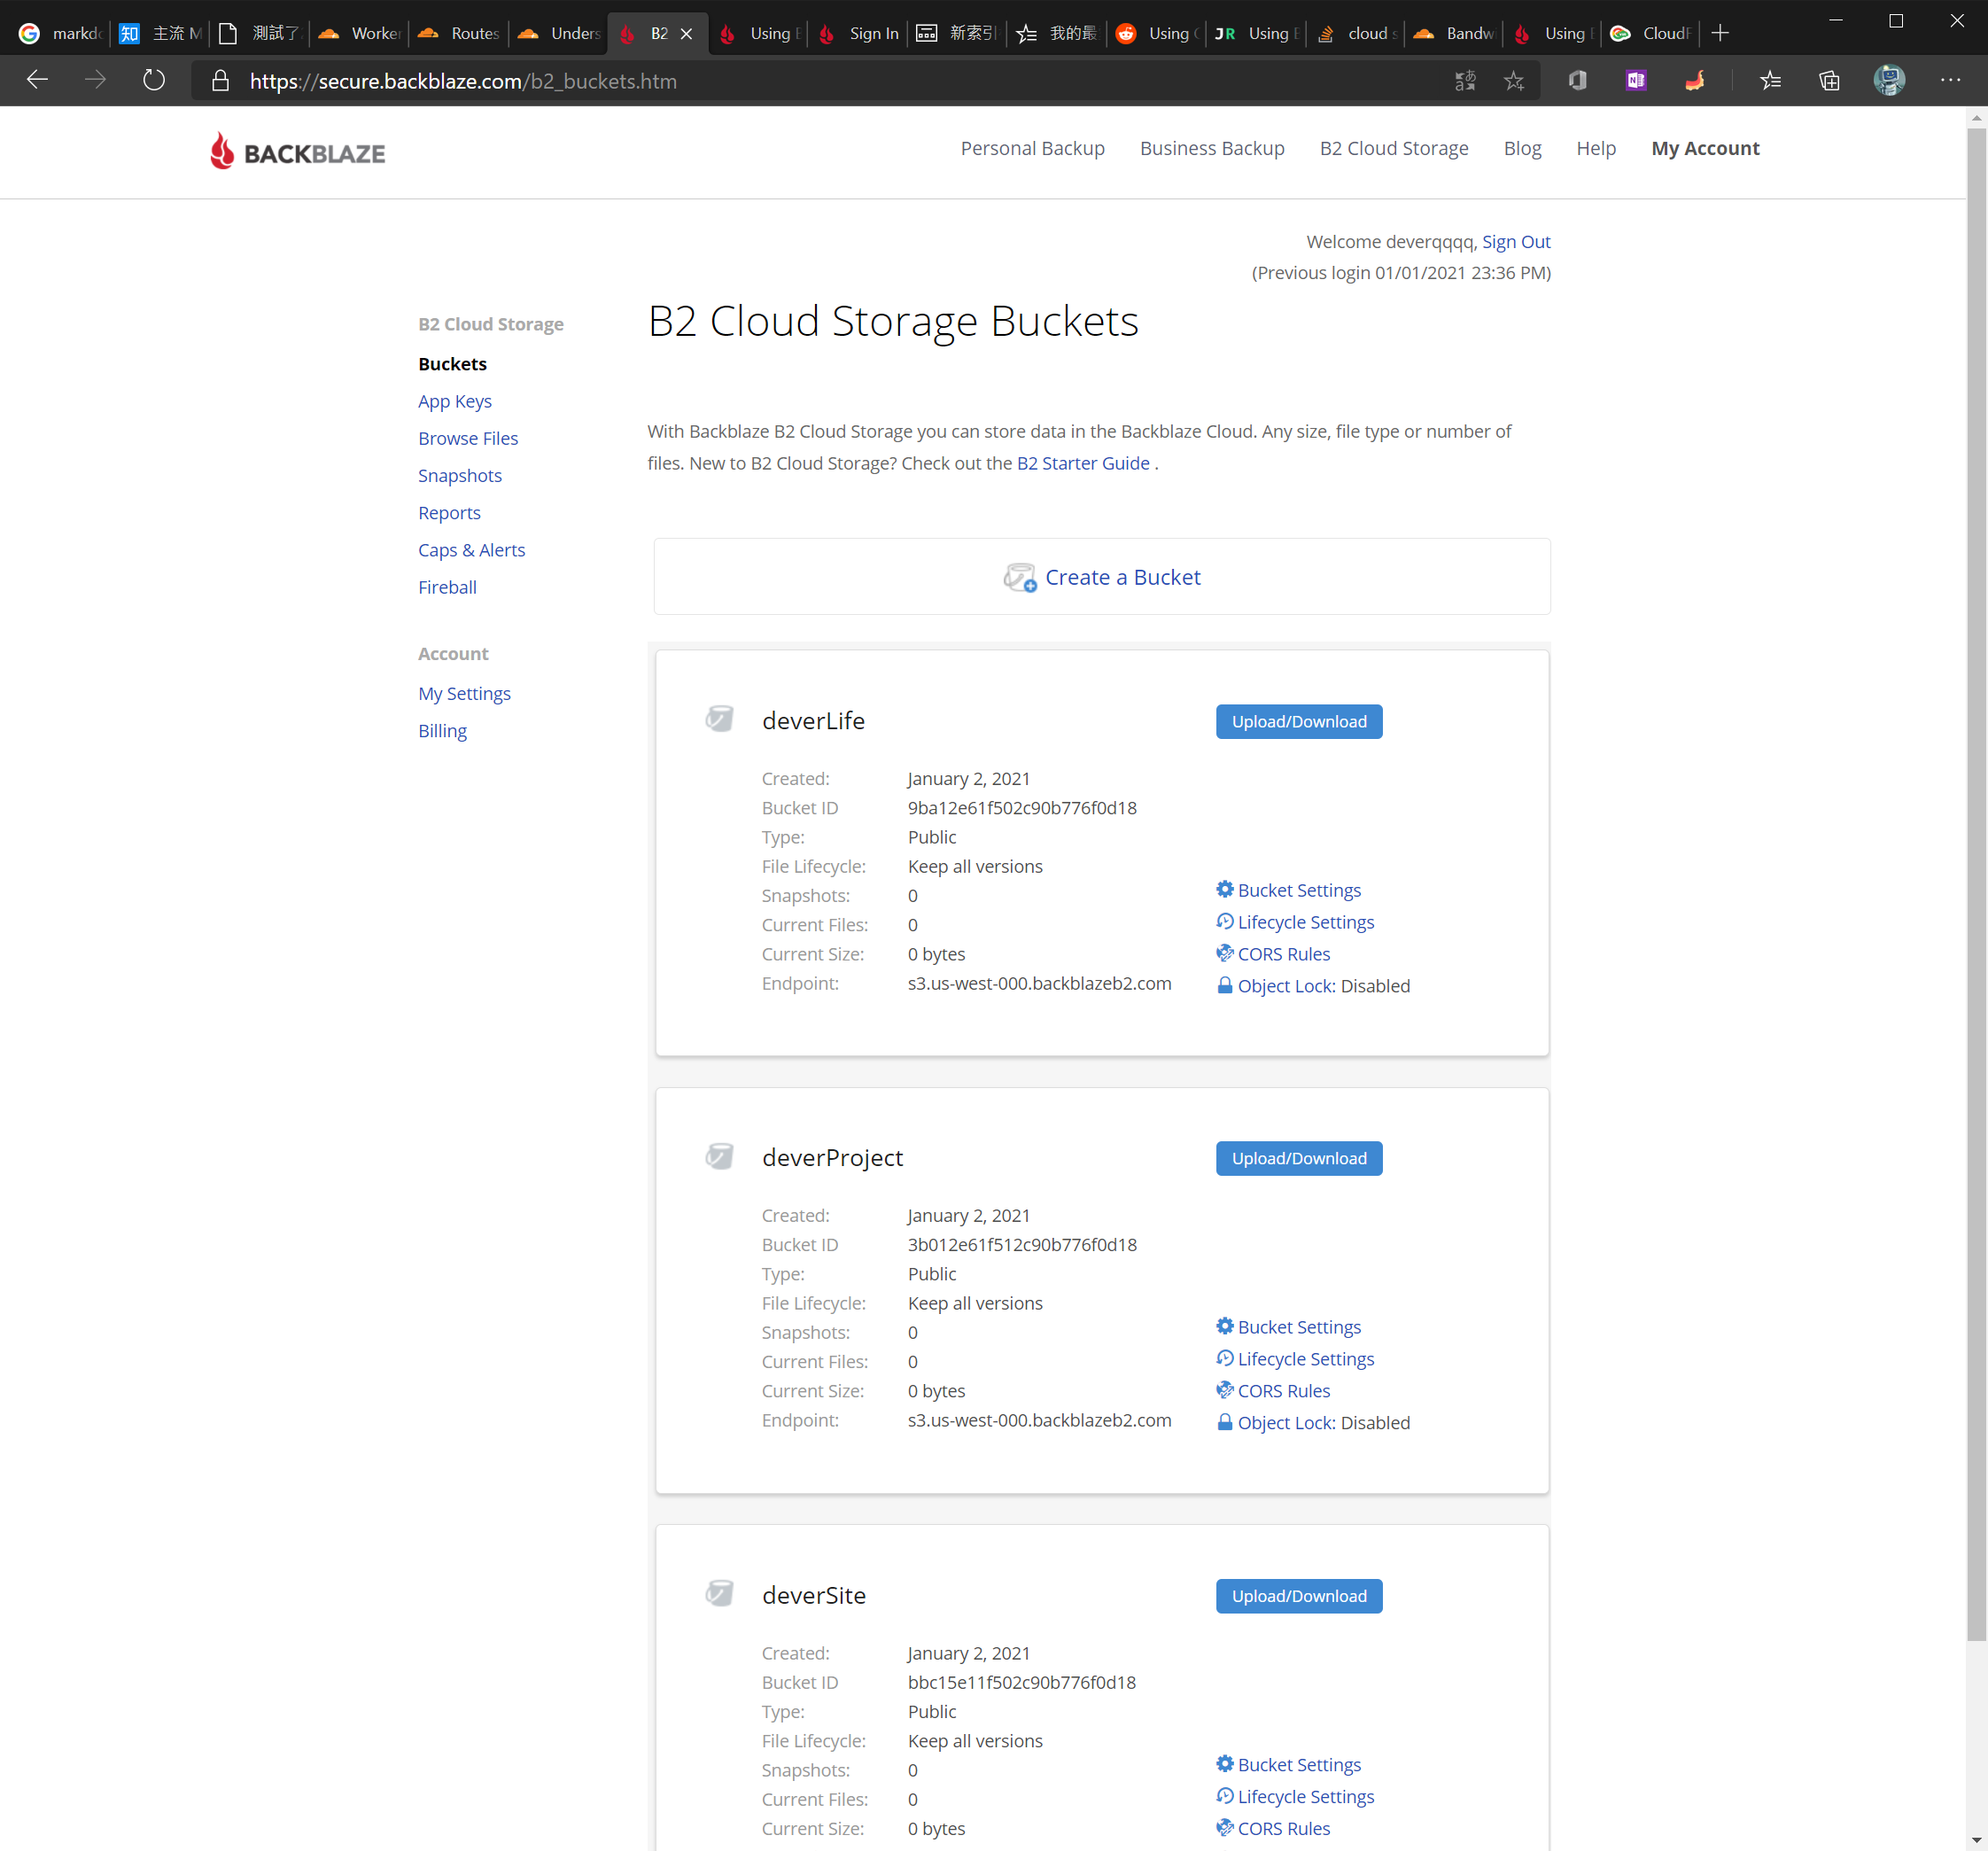 markdo
知 主流 M
測試了
Worker
Routes
Unders
B2
Using B
Sign In
新索引
我的最
Using
JR Using B
cloud s
Bandw
Using
CloudF
https://secure.backblaze.com/b2_buckets.htm
BACKBLAZE
Personal Backup Business Backup B2 Cloud Storage Blog Help My Account
Welcome deverqqqq, Sign Out
(Previous login 01/01/2021 23:36 PM)
B2 Cloud Storage
Buckets
App Keys
Browse Files
Snapshots
Reports
Caps & Alerts
Fireball
Account
My Settings
Billing
B2 Cloud Storage Buckets
With Backblaze B2 Cloud Storage you can store data in the Backblaze Cloud. Any size, file type or number of
files. New to B2 Cloud Storage? Check out the B2 Starter Guide .
Create a Bucket
deverLife
Upload/Download
Created: January 2, 2021
Bucket ID 9ba12e61f502c90b776f0d18
Type: Public
File Lifecycle: Keep all versions
Snapshots: 0
Current Files: 0
Current Size: 0 bytes
Endpoint: s3.us-west-000.backblazeb2.com
Bucket Settings
Lifecycle Settings
CORS Rules
Object Lock: Disabled
deverProject
Upload/Download
Created: January 2, 2021
Bucket ID 3b012e61f512c90b776f0d18
Type: Public
File Lifecycle: Keep all versions
Snapshots: 0
Current Files: 0
Current Size: 0 bytes
Endpoint: s3.us-west-000.backblazeb2.com
Bucket Settings
Lifecycle Settings
CORS Rules
Object Lock: Disabled
deverSite
Upload/Download
Created: January 2, 2021
Bucket ID bbc15e11f502c90b776f0d18
Type: Public
File Lifecycle: Keep all versions
Snapshots: 0
Current Files: 0
Current Size: 0 bytes
Bucket Settings
Lifecycle Settings
CORS Rules